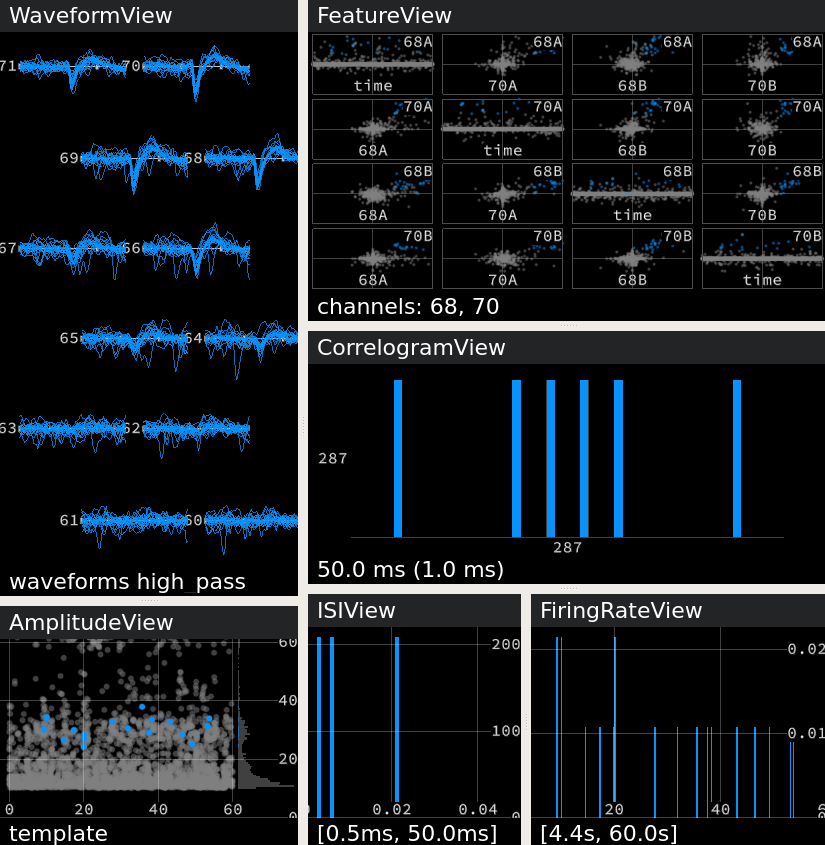 WaveformView
71 70
69 68
67 66
65 64
63 62
61 60
waveforms high_pass
FeatureView
68A 68A 68A 68A
time 70A 68B 70B
70A 70A 70A 70A
68A time 68B 70B
68B 68B 68B 68B
68A 70A time 70B
70B 70B 70B 70B
68A 70A 68B time
channels: 68, 70
CorrelogramView
287
287
50.0 ms (1.0 ms)
AmplitudeView
60
40
20
0
0 20 40 60
template
ISIView
200
100
0
0.02 0.04
[0.5ms, 50.0ms]
FiringRateView
0.02
0.01
20 40 6
[4.4s, 60.0s]